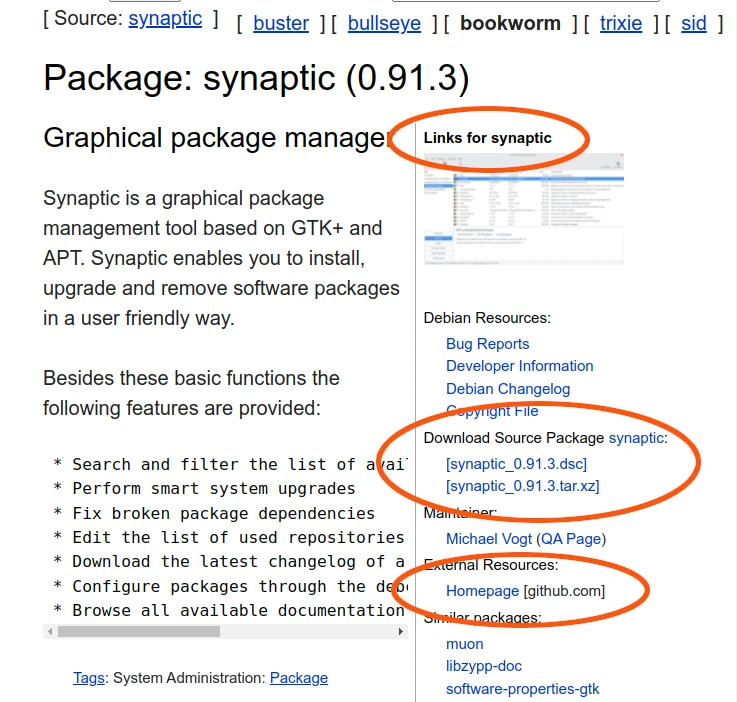 [ Source: synaptic ] [ buster ] [ bullseye ] [ bookworm ] [ trixie ] [ sid ]
Package: synaptic (0.91.3)
Graphical package manager
Synaptic is a graphical package
management tool based on GTK+ and
APT. Synaptic enables you to install,
upgrade and remove software packages
in a user friendly way.
Besides these basic functions the
following features are provided:
* Search and filter the list of avai
* Perform smart system upgrades
* Fix broken package dependencies
* Edit the list of used repositories
* Download the latest changelog of a
* Configure packages through the deb
* Browse all available documentation
Tags: System Administration: Package
Links for synaptic
Debian Resources:
Bug Reports
Developer Information
Debian Changelog
Copyright File
Download Source Package synaptic:
[synaptic_0.91.3.dsc]
[synaptic_0.91.3.tar.xz]
Maintainer:
Michael Vogt (QA Page)
External Resources:
Homepage [github.com]
Similar packages:
muon
libzypp-doc
software-properties-gtk